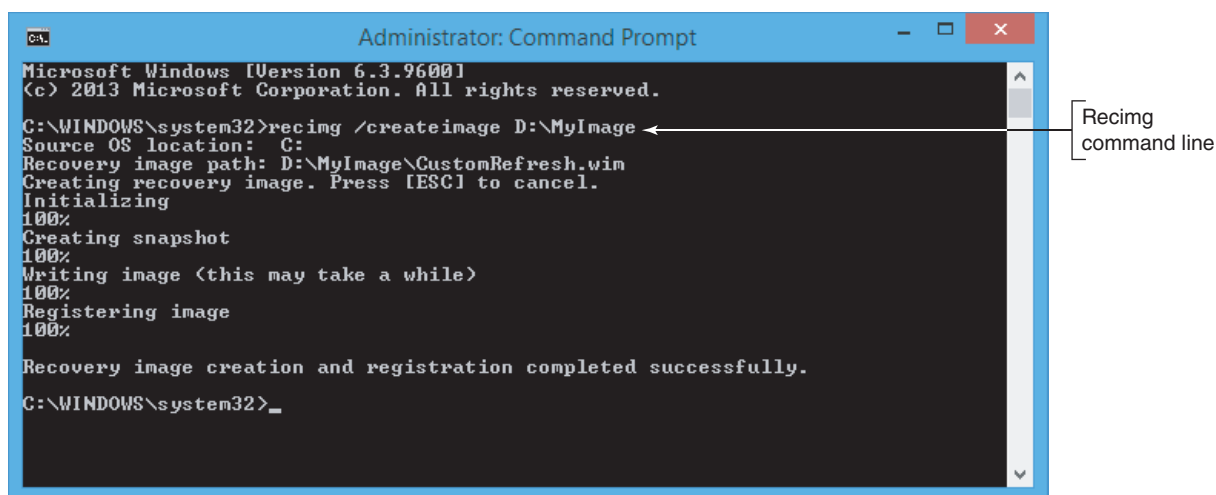 Administrator: Command Prompt
Microsoft Windows [Version 6.3.9600]
(c) 2013 Microsoft Corporation. All rights reserved.
C:\WINDOWS\system32>recimg /createimage D:\MyImage
Source OS location:  C:
Recovery image path: D:\MyImage\CustomRefresh.wim
Creating recovery image. Press [ESC] to cancel.
Initializing
100%
Creating snapshot
100%
Writing image (this may take a while)
100%
Registering image
100%
Recovery image creation and registration completed successfully.
C:\WINDOWS\system32>_
Recimg
command line